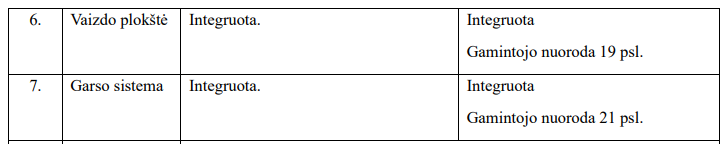 6. Vaizdo plokštė Integruota. Integruota
Gamintojo nuoroda 19 psl.
7. Garso sistema Integruota. Integruota
Gamintojo nuoroda 21 psl.